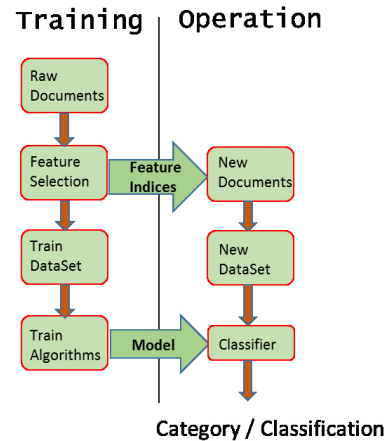 Training
Operation
Raw
Documents
Feature
Selection
Feature
Indices
New
Documents
Train
DataSet
New
DataSet
Train
Algorithms
Model
Classifier
Category / Classification